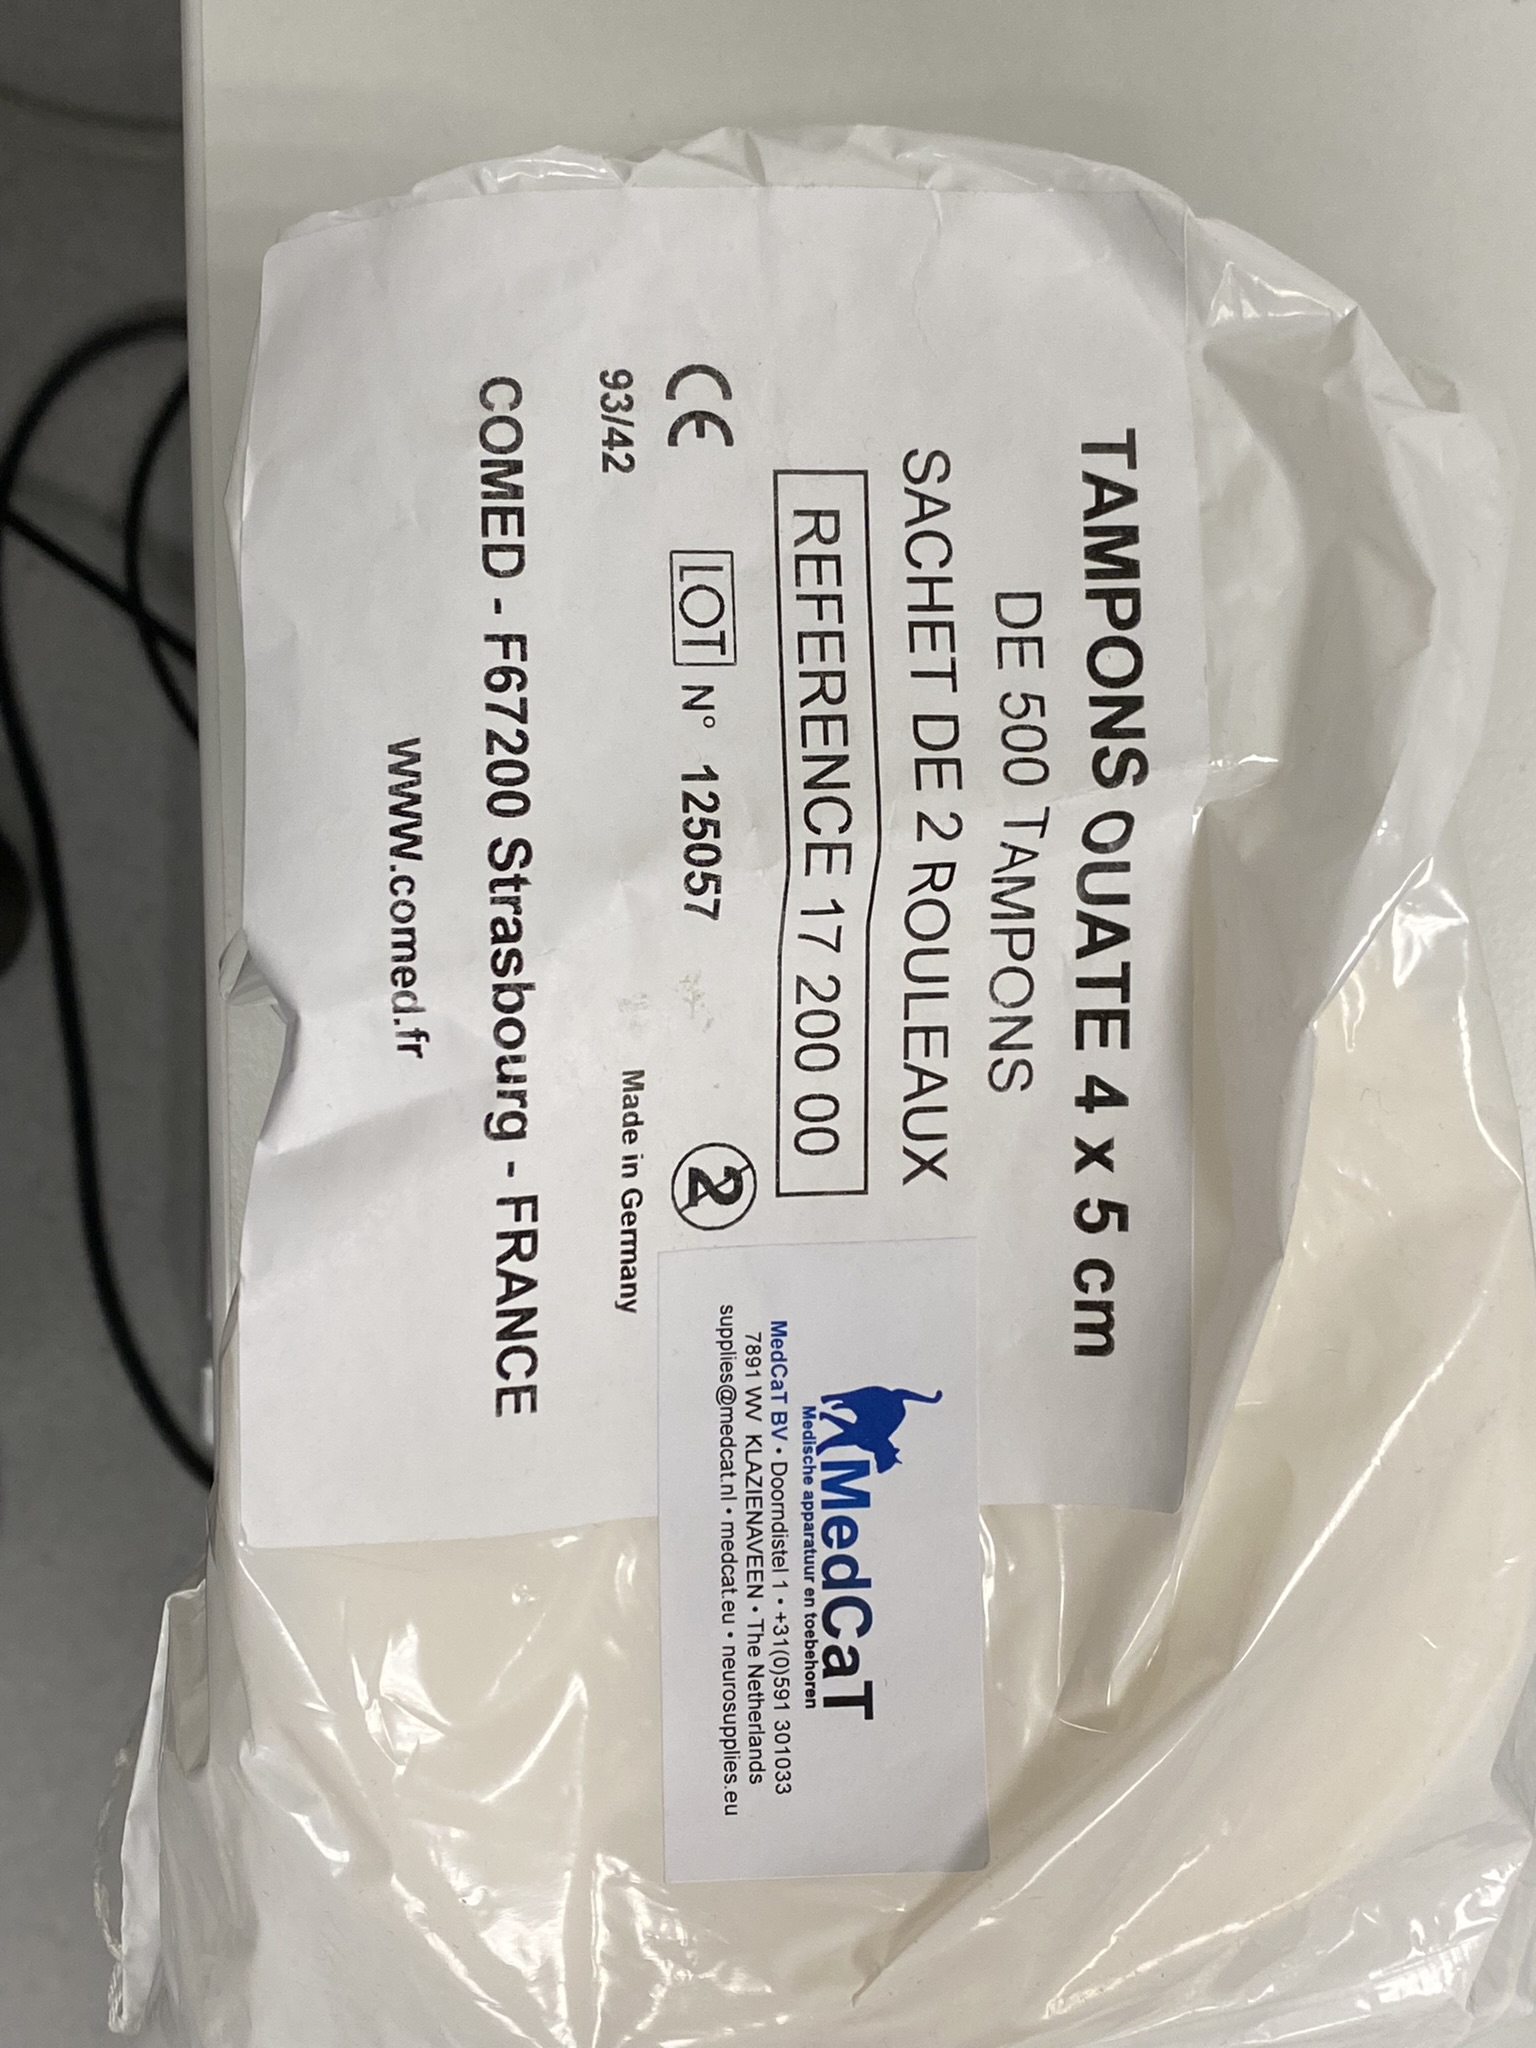 TAMPONS OUATE 4 x 5 cm
DE 500 TAMPONS
SACHET DE 2 ROULEAUX
REFERENCE 17 200 00
CE LOT N° 125057 2
93/42 Made in Germany
COMED - F67200 Strasbourg - FRANCE
www.comed.fr
MedCaT
Medische apparatuur en toebehoren
MedCaT BV • Doorndistel 1 • +31(0)591 301033
7891 WV KLAZIENAVEEN • The Netherlands
supplies@medcat.nl • medcat.eu • neurosupplies.eu